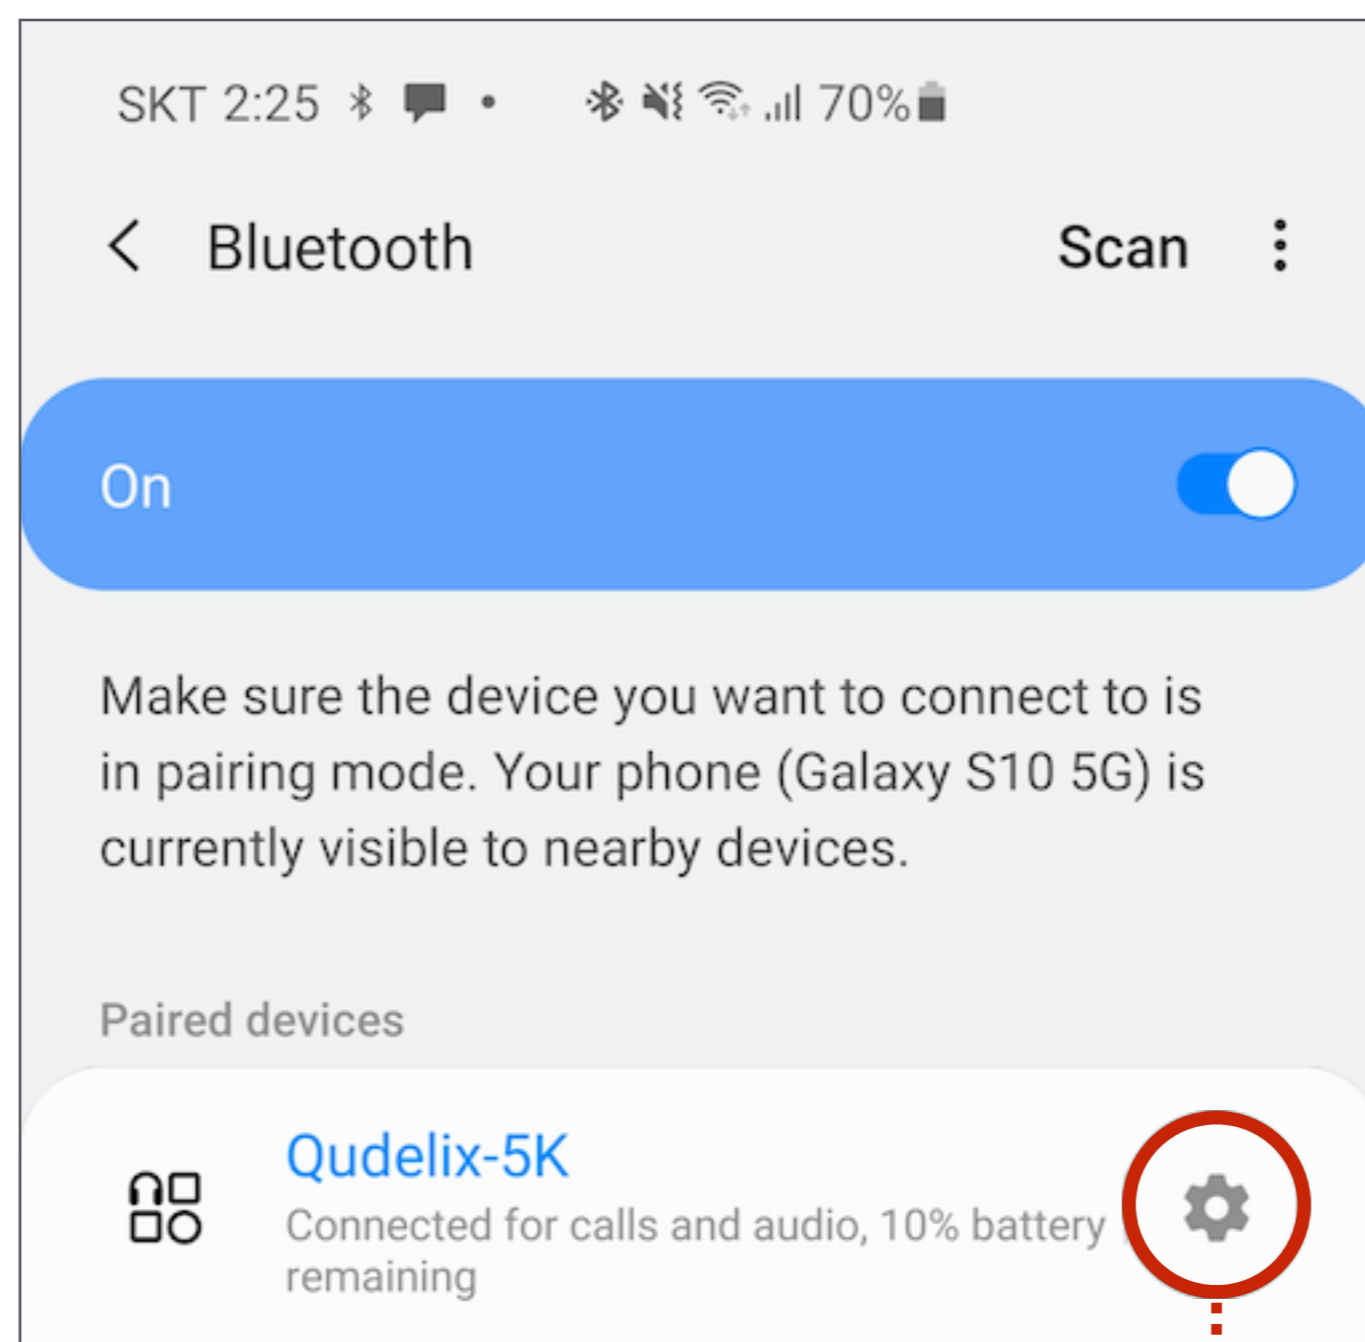 SKT 2:25 70%
Bluetooth Scan
On
Make sure the device you want to connect to is
in pairing mode. Your phone (Galaxy S10 5G) is
currently visible to nearby devices.
Paired devices
Qudelix-5K
Connected for calls and audio, 10% battery
remaining